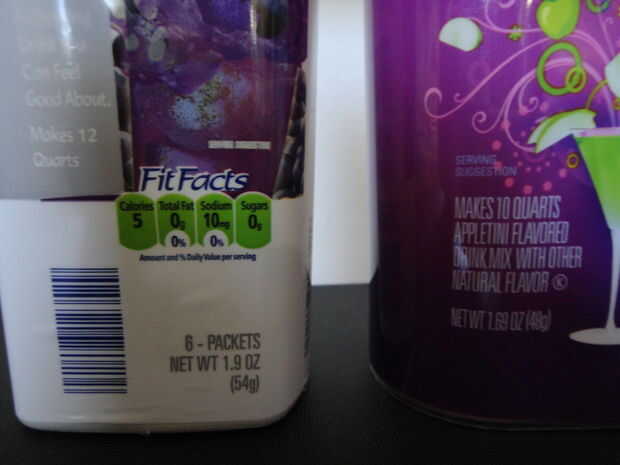 Can Feel
Good About.
Makes 12
Quarts
FitFacts
Calories Total Fat Sodium Sugars
5 0g 10mg 0g
0% 0%
Amount and % Daily Value per serving
6 - PACKETS
NET WT 1.9 OZ
(54g)
SERVING
SUGGESTION
MAKES 10 QUARTS
APPLETINI FLAVORED
DRINK MIX WITH OTHER
NATURAL FLAVOR Ⓚ
NET WT 1.69 OZ (48g)